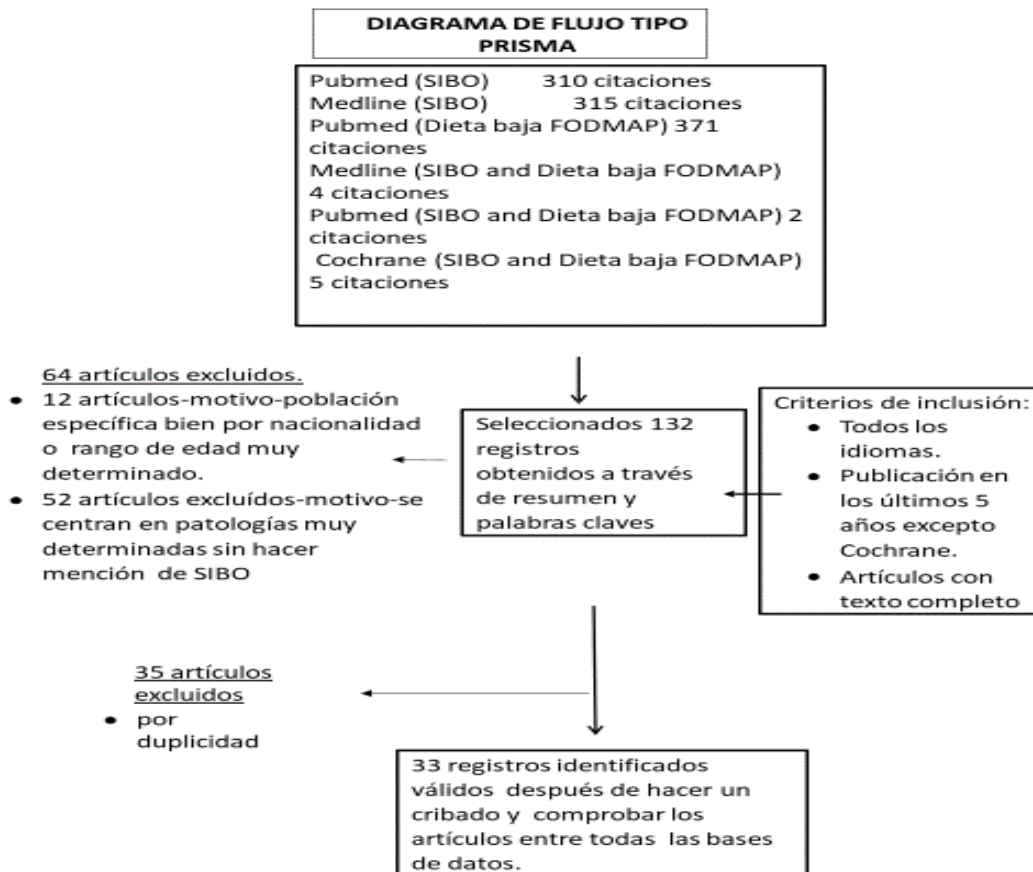 DIAGRAMA DE FLUJO TIPO
PRISMA
Pubmed (SIBO) 310 citaciones
Medline (SIBO) 315 citaciones
Pubmed (Dieta baja FODMAP) 371
citaciones
Medline (SIBO and Dieta baja FODMAP)
4 citaciones
Pubmed (SIBO and Dieta baja FODMAP) 2
citaciones
Cochrane (SIBO and Dieta baja FODMAP)
5 citaciones
64 artículos excluidos.
• 12 artículos-motivo-población
específica bien por nacionalidad
o rango de edad muy
determinado.
• 52 artículos excluídos-motivo-se
centran en patologías muy
determinadas sin hacer
mención de SIBO
Seleccionados 132
registros
obtenidos a través
de resumen y
palabras claves
Criterios de inclusión:
• Todos los
idiomas.
• Publicación en
los últimos 5
años excepto
Cochrane.
• Artículos con
texto completo
35 artículos
excluidos
• por
duplicidad
33 registros identificados
válidos después de hacer un
cribado y comprobar los
artículos entre todas las bases
de datos.